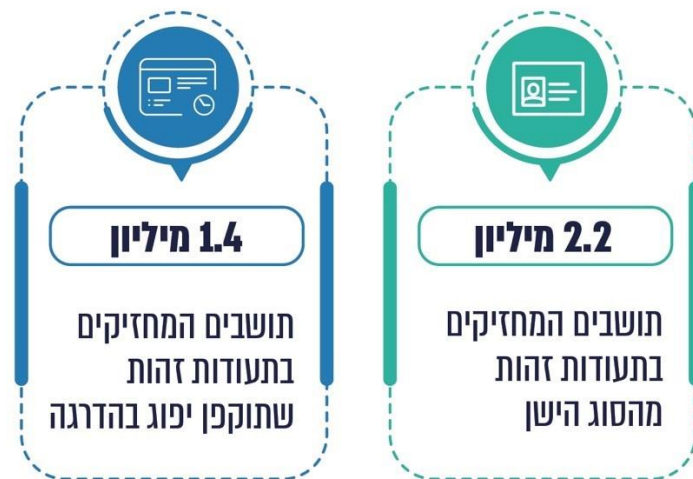 2.2 מיליון
תושבים המחזיקים
בתעודות זהות
מהסוג הישן
1.4 מיליון
תושבים המחזיקים
בתעודות זהות
שתוקפן יפוג בהדרגה